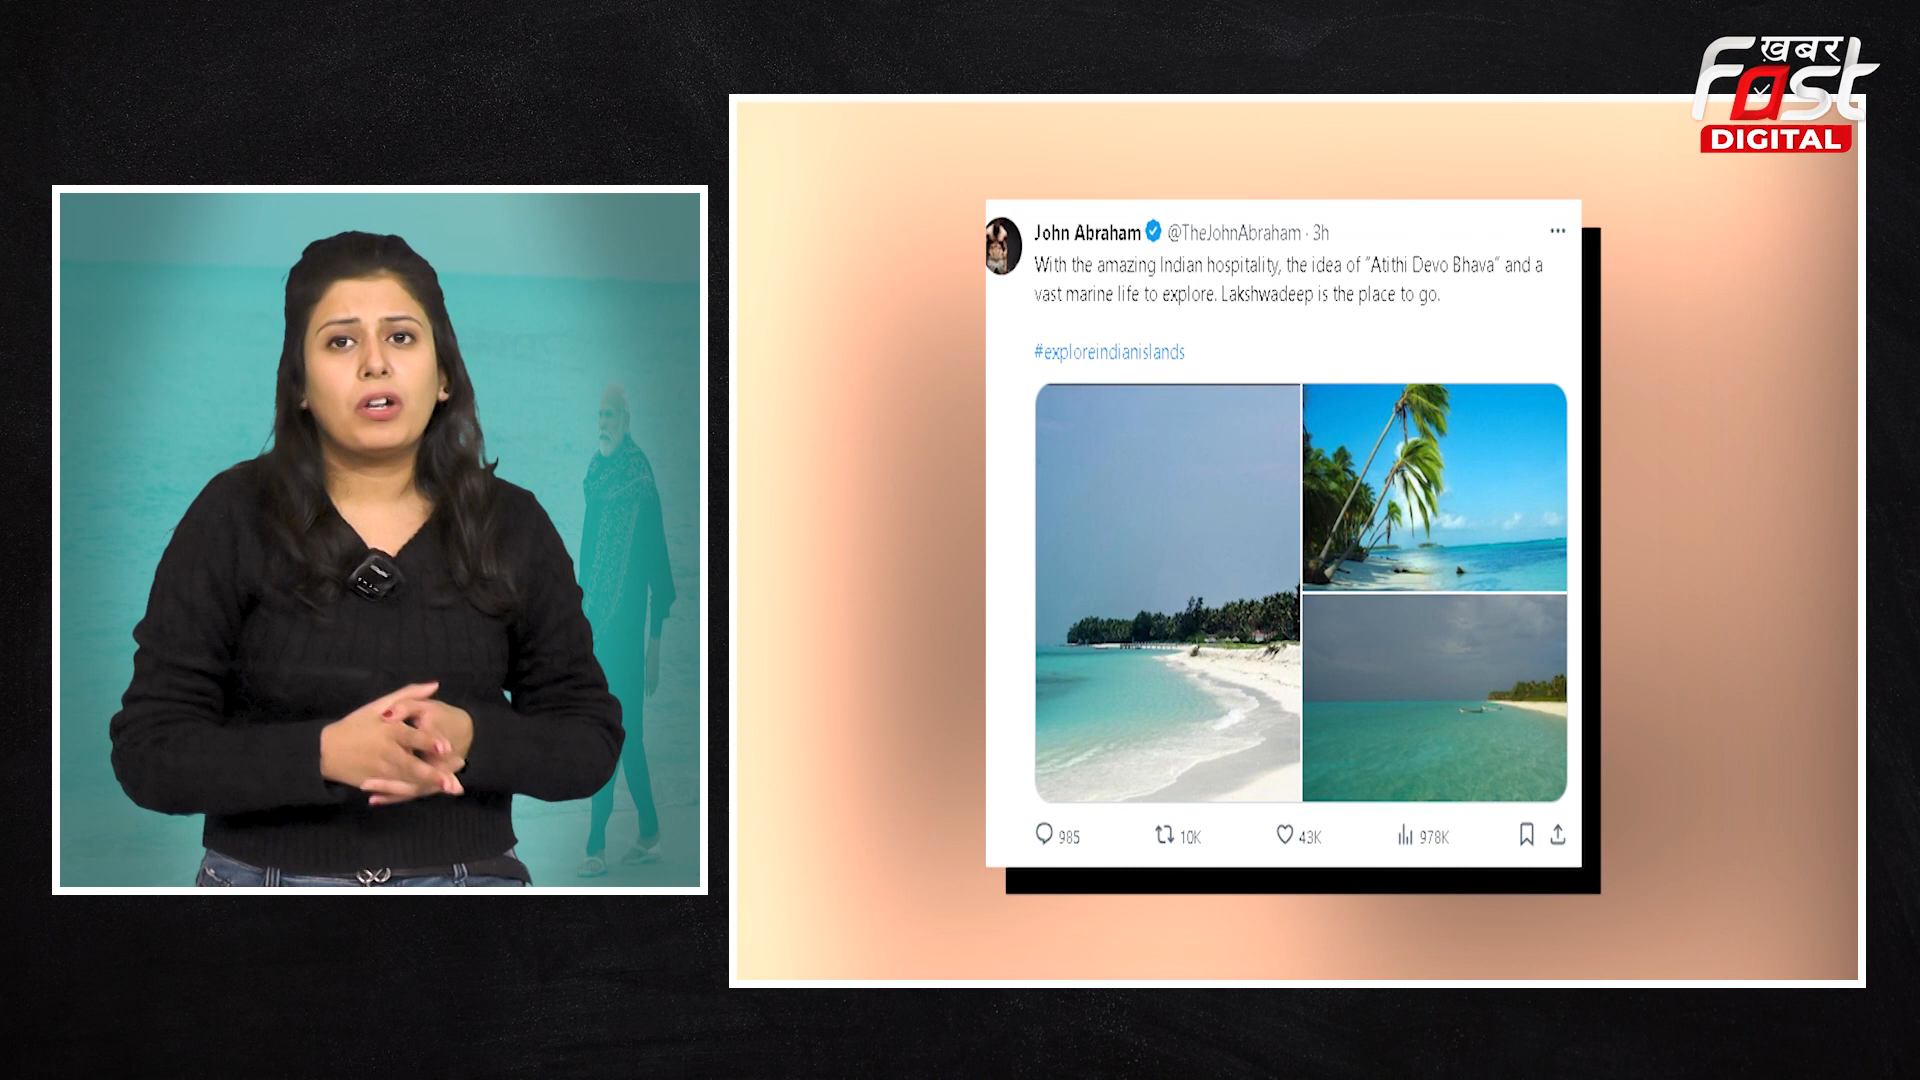 ख़बर
Fast
DIGITAL
John Abraham @TheJohnAbraham · 3h
With the amazing Indian hospitality, the idea of "Atithi Devo Bhava" and a
vast marine life to explore. Lakshwadeep is the place to go.
#exploreindianislands
985 10K 43K 978K